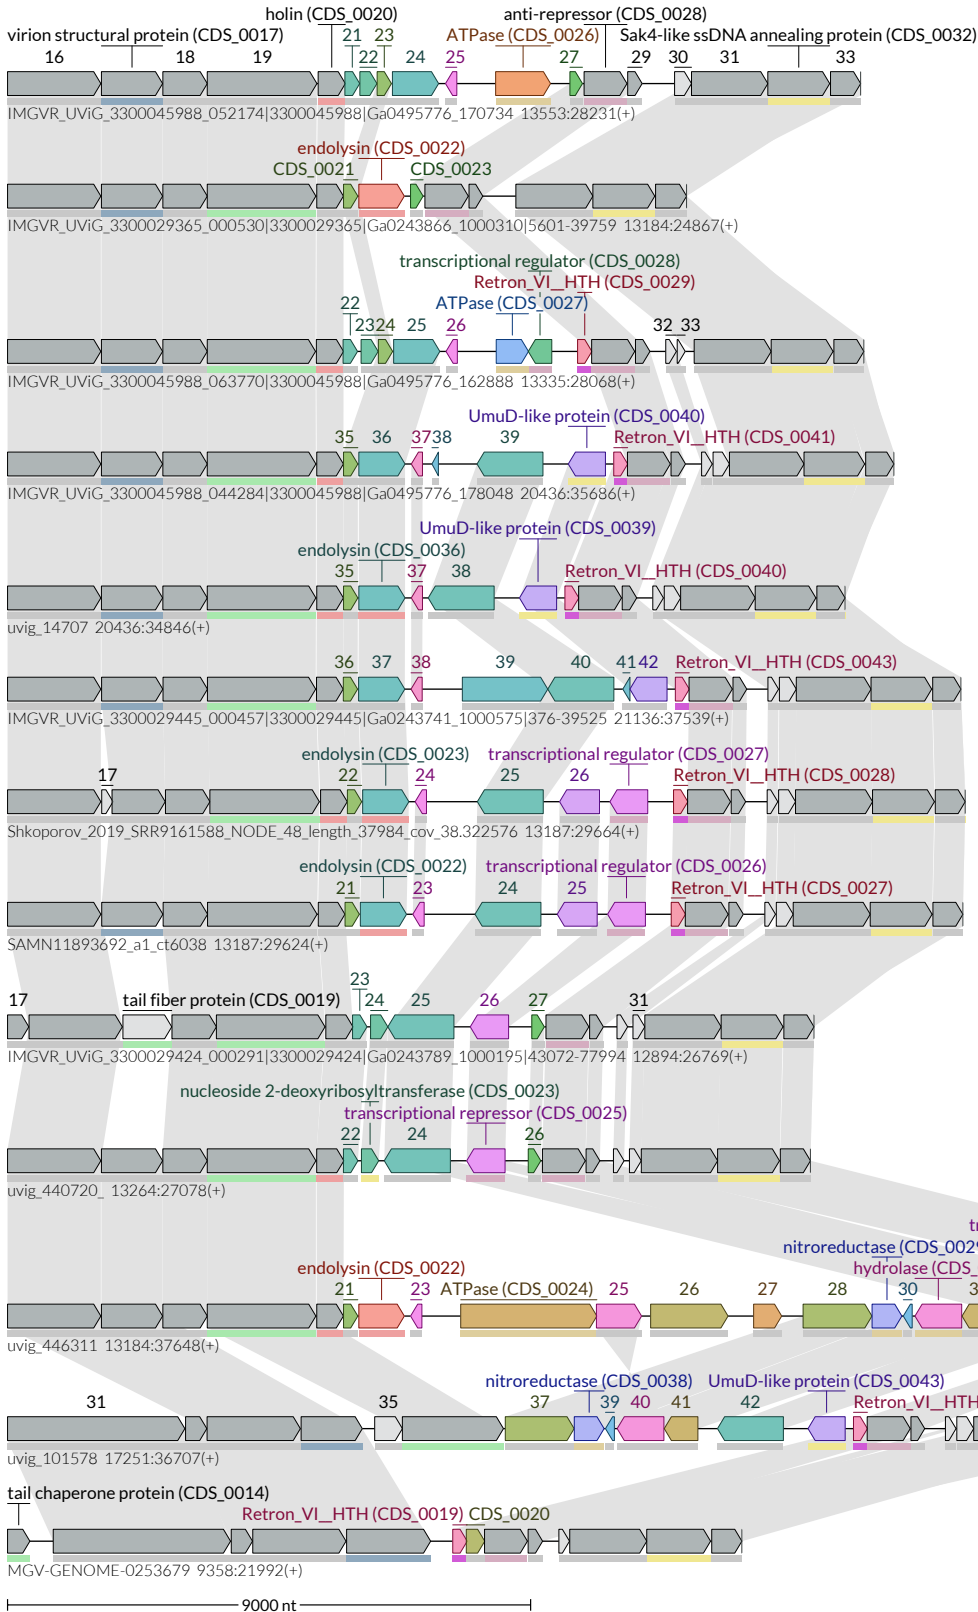 holin (CDS_0020)
anti-repressor (CDS_0028)
virion structural protein (CDS_0017)
21 23
ATPase (CDS_0026)
Sak4-like ssDNA annealing protein (CDS_0032)
16 18 19 22 24 25 27 29 30 31 33
IMGVR_UViG_3300045988_052174|3300045988|Ga0495776_170734 13553:28231(+)
endolysin (CDS_0022)
CDS_0021 CDS_0023
IMGVR_UViG_3300029365_000530|3300029365|Ga0243866_1000310|5601-39759 13184:24867(+)
transcriptional regulator (CDS_0028)
Retron_VI__HTH (CDS_0029)
22 ATPase (CDS_0027)
23 24 25 26 32 33
IMGVR_UViG_3300045988_063770|3300045988|Ga0495776_162888 13335:28068(+)
UmuD-like protein (CDS_0040)
35 36 37 38 39 Retron_VI__HTH (CDS_0041)
IMGVR_UViG_3300045988_044284|3300045988|Ga0495776_178048 20436:35686(+)
UmuD-like protein (CDS_0039)
endolysin (CDS_0036)
35 37 38 Retron_VI__HTH (CDS_0040)
uvig_14707 20436:34846(+)
36 37 38 39 40 41 42 Retron_VI__HTH (CDS_0043)
IMGVR_UViG_3300029445_000457|3300029445|Ga0243741_1000575|376-39525 21136:37539(+)
endolysin (CDS_0023) transcriptional regulator (CDS_0027)
17 22 24 25 26 Retron_VI__HTH (CDS_0028)
Shkoporov_2019_SRR9161588_NODE_48_length_37984_cov_38.322576 13187:29664(+)
endolysin (CDS_0022) transcriptional regulator (CDS_0026)
21 23 24 25 Retron_VI__HTH (CDS_0027)
SAMN11893692_a1_ct6038 13187:29624(+)
23
17 tail fiber protein (CDS_0019) 24 25 26 27 31
IMGVR_UViG_3300029424_000291|3300029424|Ga0243789_1000195|43072-77994 12894:26769(+)
nucleoside 2-deoxyribosyltransferase (CDS_0023)
transcriptional repressor (CDS_0025)
22 24 26
uvig_440720_ 13264:27078(+)
nitroreductase (CDS_0029
endolysin (CDS_0022) hydrolase (CDS_
21 23 ATPase (CDS_0024) 25 26 27 28 30
uvig_446311 13184:37648(+)
nitroreductase (CDS_0038) UmuD-like protein (CDS_0043)
31 35 37 39 40 41 42 Retron_VI__HTH
uvig_101578 17251:36707(+)
tail chaperone protein (CDS_0014)
Retron_VI__HTH (CDS_0019) CDS_0020
MGV-GENOME-0253679 9358:21992(+)
9000 nt